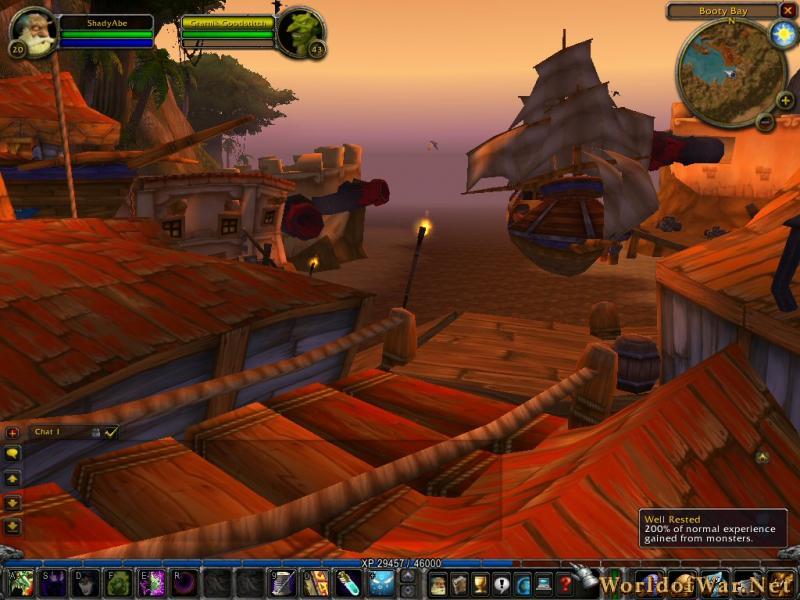 ShadyAbe
20
Booty Bay
43
N
Chat 1
Well Rested
200% of normal experience
gained from monsters.
XP 29457 / 46000
A
S
D
F
E
R
9
WorldofWar.Net